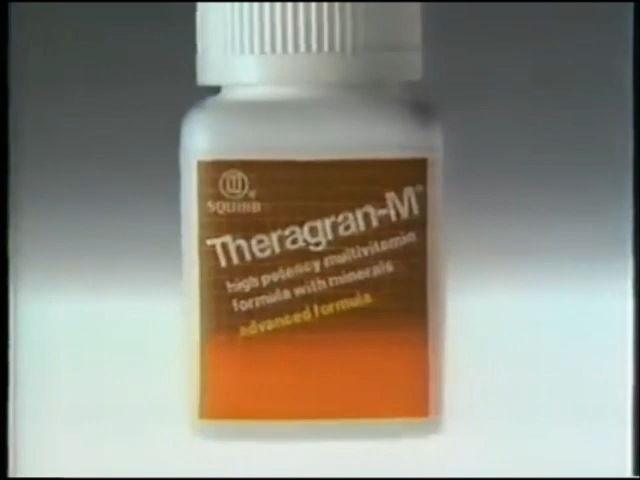 SQUIBB
Theragran-M
high potency multivitamin
formula with minerals
advanced formula